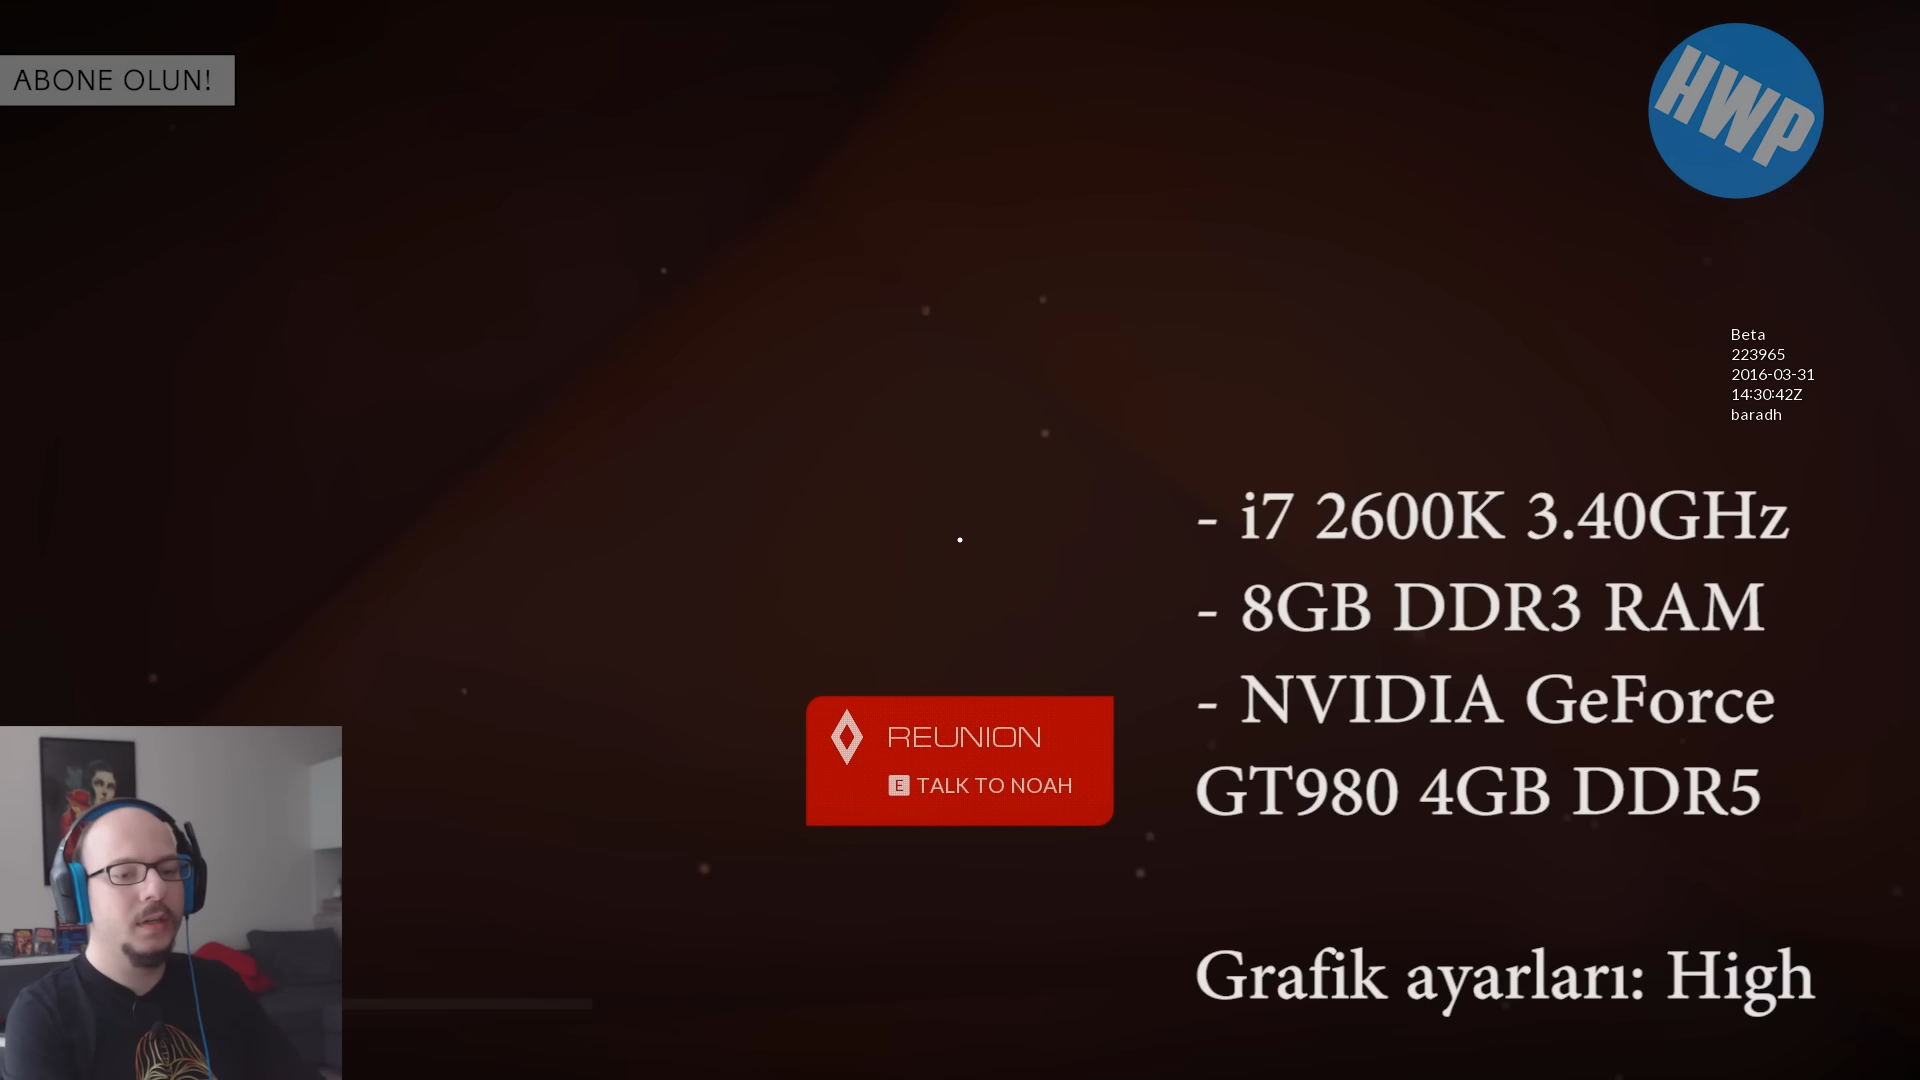 ABONE OLUN!
HWP
Beta
223965
2016-03-31
14:30:42Z
baradh
- i7 2600K 3.40GHz
- 8GB DDR3 RAM
- NVIDIA GeForce
GT980 4GB DDR5
REUNION
E TALK TO NOAH
Grafik ayarları: High